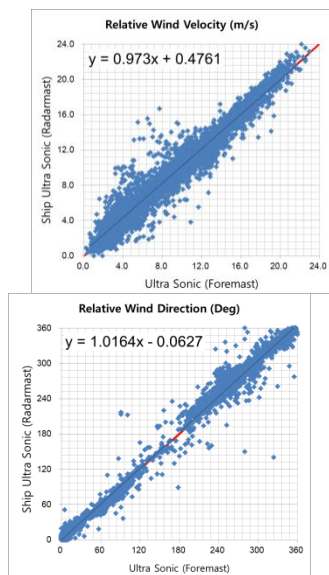 Relative Wind Velocity (m/s)
y = 0.973x + 0.4761
Ship Ultra Sonic (Radarmast)
24.0
20.0
16.0
12.0
8.0
4.0
0.0
0.0 4.0 8.0 12.0 16.0 20.0 24.0
Ultra Sonic (Foremast)
Relative Wind Direction (Deg)
y = 1.0164x - 0.0627
Ship Ultra Sonic (Radarmast)
360
300
240
180
120
60
0
0 60 120 180 240 300 360
Ultra Sonic (Foremast)